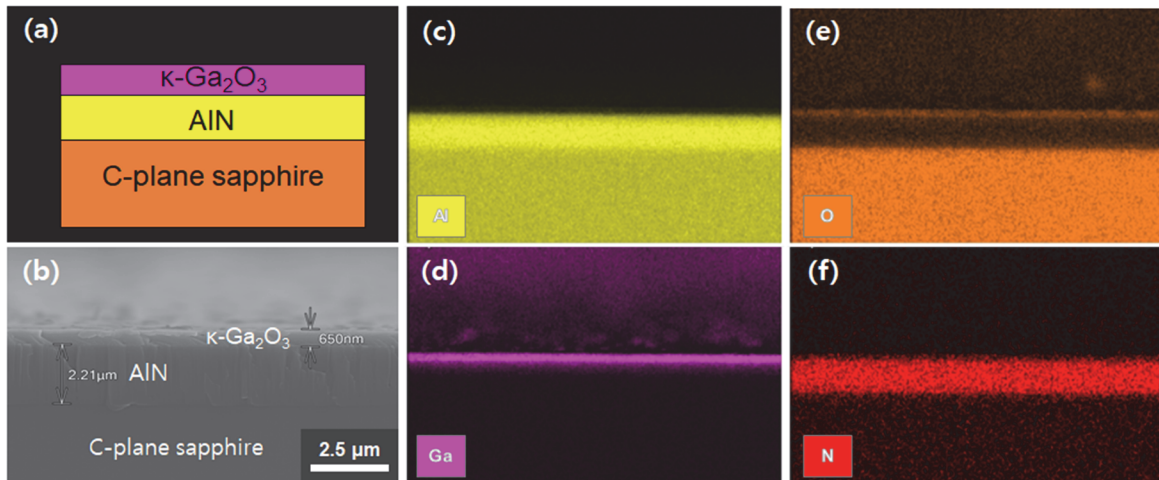 (a)
κ-Ga₂O₃
AlN
C-plane sapphire
(b)
κ-Ga₂O₃
650nm
2.21μm
AlN
C-plane sapphire
2.5 μm
(c)
Al
(d)
Ga
(e)
O
(f)
N